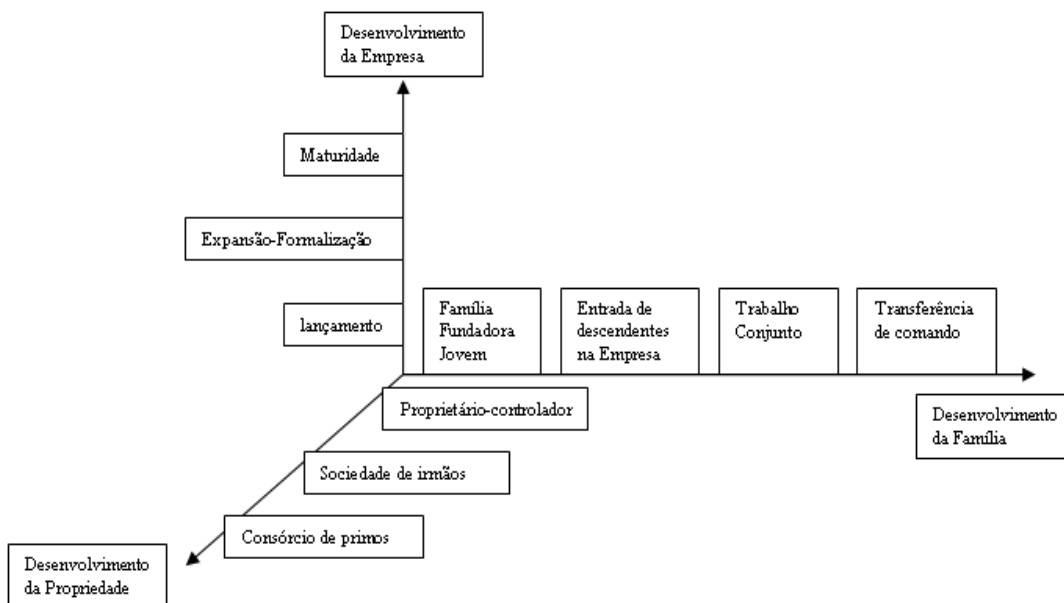 Desenvolvimento
da Empresa
Maturidade
Expansão-Formalização
lançamento
Família
Fundadora
Jovem
Entrada de
descendentes
na Empresa
Trabalho
Conjunto
Transferência
de comando
Proprietário-controlador
Desenvolvimento
da Família
Sociedade de irmãos
Consórcio de primos
Desenvolvimento
da Propriedade